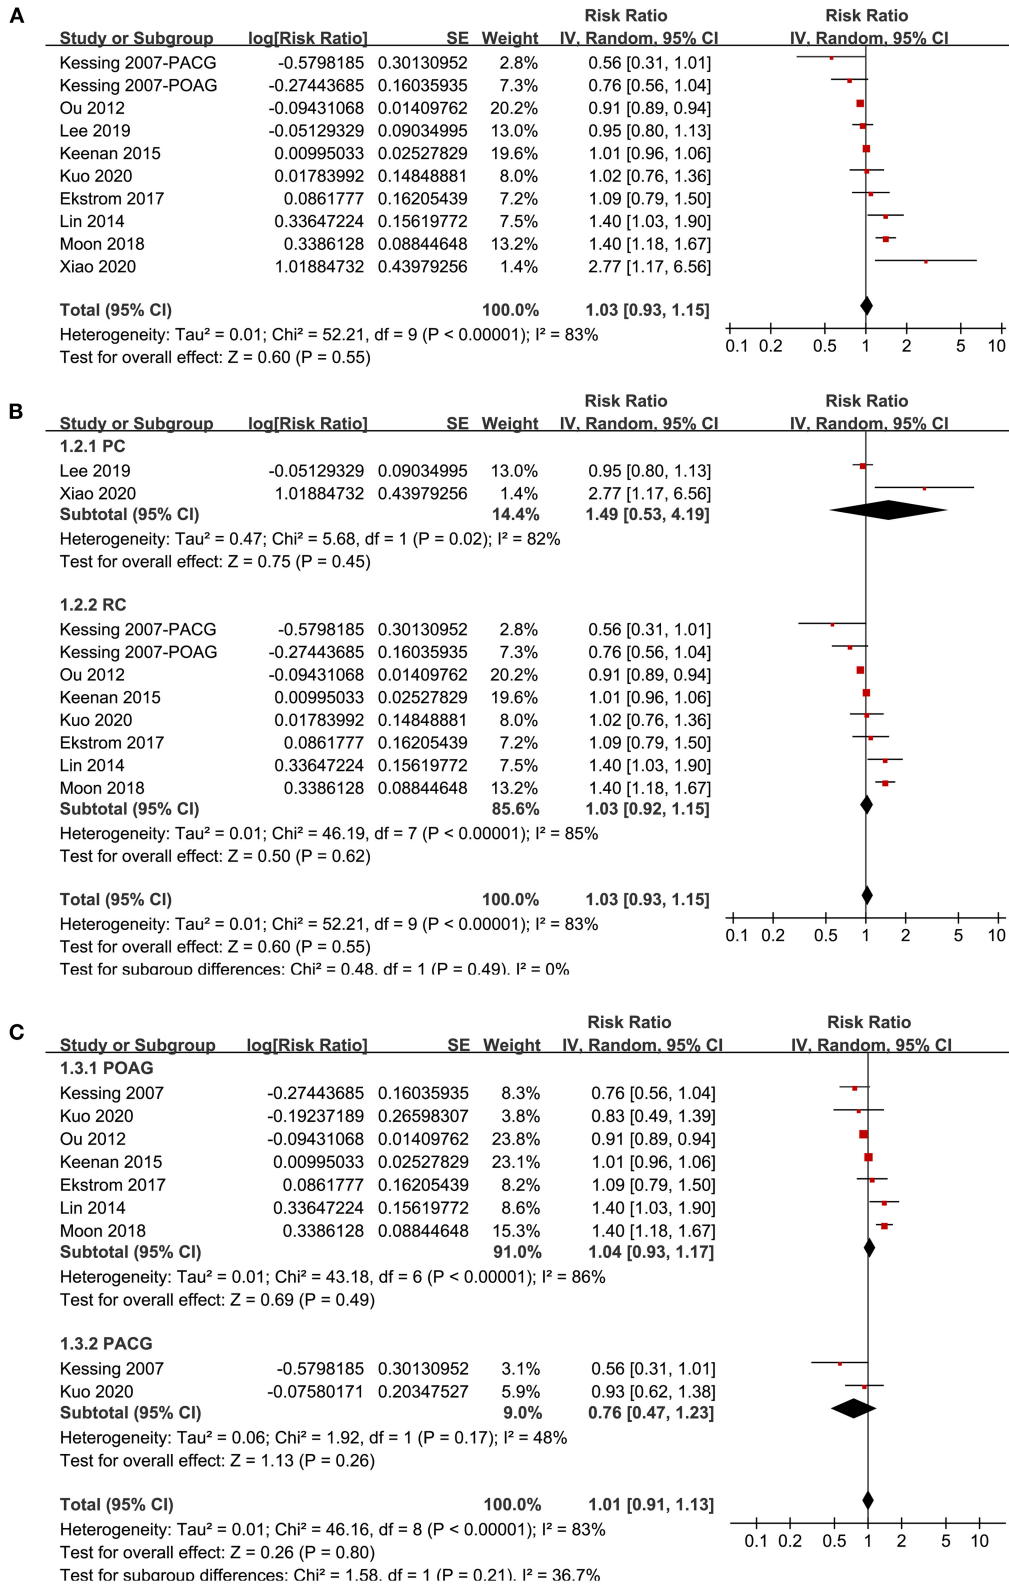 A
Risk Ratio Risk Ratio
Study or Subgroup log[Risk Ratio] SE Weight IV, Random, 95% CI IV, Random, 95% CI
Kessing 2007-PACG -0.5798185 0.30130952 2.8% 0.56 [0.31, 1.01]
Kessing 2007-POAG -0.27443685 0.16035935 7.3% 0.76 [0.56, 1.04]
Ou 2012 -0.09431068 0.01409762 20.2% 0.91 [0.89, 0.94]
Lee 2019 -0.05129329 0.09034995 13.0% 0.95 [0.80, 1.13]
Keenan 2015 0.00995033 0.02527829 19.6% 1.01 [0.96, 1.06]
Kuo 2020 0.01783992 0.14848881 8.0% 1.02 [0.76, 1.36]
Ekstrom 2017 0.0861777 0.16205439 7.2% 1.09 [0.79, 1.50]
Lin 2014 0.33647224 0.15619772 7.5% 1.40 [1.03, 1.90]
Moon 2018 0.3386128 0.08844648 13.2% 1.40 [1.18, 1.67]
Xiao 2020 1.01884732 0.43979256 1.4% 2.77 [1.17, 6.56]
Total (95% CI) 100.0% 1.03 [0.93, 1.15]
Heterogeneity: Tau² = 0.01; Chi² = 52.21, df = 9 (P < 0.00001); I² = 83%
Test for overall effect: Z = 0.60 (P = 0.55)
0.1 0.2 0.5 1 2 5 10
B
Risk Ratio Risk Ratio
Study or Subgroup log[Risk Ratio] SE Weight IV, Random, 95% CI IV, Random, 95% CI
1.2.1 PC
Lee 2019 -0.05129329 0.09034995 13.0% 0.95 [0.80, 1.13]
Xiao 2020 1.01884732 0.43979256 1.4% 2.77 [1.17, 6.56]
Subtotal (95% CI) 14.4% 1.49 [0.53, 4.19]
Heterogeneity: Tau² = 0.47; Chi² = 5.68, df = 1 (P = 0.02); I² = 82%
Test for overall effect: Z = 0.75 (P = 0.45)
1.2.2 RC
Kessing 2007-PACG -0.5798185 0.30130952 2.8% 0.56 [0.31, 1.01]
Kessing 2007-POAG -0.27443685 0.16035935 7.3% 0.76 [0.56, 1.04]
Ou 2012 -0.09431068 0.01409762 20.2% 0.91 [0.89, 0.94]
Keenan 2015 0.00995033 0.02527829 19.6% 1.01 [0.96, 1.06]
Kuo 2020 0.01783992 0.14848881 8.0% 1.02 [0.76, 1.36]
Ekstrom 2017 0.0861777 0.16205439 7.2% 1.09 [0.79, 1.50]
Lin 2014 0.33647224 0.15619772 7.5% 1.40 [1.03, 1.90]
Moon 2018 0.3386128 0.08844648 13.2% 1.40 [1.18, 1.67]
Subtotal (95% CI) 85.6% 1.03 [0.92, 1.15]
Heterogeneity: Tau² = 0.01; Chi² = 46.19, df = 7 (P < 0.00001); I² = 85%
Test for overall effect: Z = 0.50 (P = 0.62)
Total (95% CI) 100.0% 1.03 [0.93, 1.15]
Heterogeneity: Tau² = 0.01; Chi² = 52.21, df = 9 (P < 0.00001); I² = 83%
Test for overall effect: Z = 0.60 (P = 0.55)
Test for subgroup differences: Chi² = 0.48, df = 1 (P = 0.49), I² = 0%
0.1 0.2 0.5 1 2 5 10
C
Risk Ratio Risk Ratio
Study or Subgroup log[Risk Ratio] SE Weight IV, Random, 95% CI IV, Random, 95% CI
1.3.1 POAG
Kessing 2007 -0.27443685 0.16035935 8.3% 0.76 [0.56, 1.04]
Kuo 2020 -0.19237189 0.26598307 3.8% 0.83 [0.49, 1.39]
Ou 2012 -0.09431068 0.01409762 23.8% 0.91 [0.89, 0.94]
Keenan 2015 0.00995033 0.02527829 23.1% 1.01 [0.96, 1.06]
Ekstrom 2017 0.0861777 0.16205439 8.2% 1.09 [0.79, 1.50]
Lin 2014 0.33647224 0.15619772 8.6% 1.40 [1.03, 1.90]
Moon 2018 0.3386128 0.08844648 15.3% 1.40 [1.18, 1.67]
Subtotal (95% CI) 91.0% 1.04 [0.93, 1.17]
Heterogeneity: Tau² = 0.01; Chi² = 43.18, df = 6 (P < 0.00001); I² = 86%
Test for overall effect: Z = 0.69 (P = 0.49)
1.3.2 PACG
Kessing 2007 -0.5798185 0.30130952 3.1% 0.56 [0.31, 1.01]
Kuo 2020 -0.07580171 0.20347527 5.9% 0.93 [0.62, 1.38]
Subtotal (95% CI) 9.0% 0.76 [0.47, 1.23]
Heterogeneity: Tau² = 0.06; Chi² = 1.92, df = 1 (P = 0.17); I² = 48%
Test for overall effect: Z = 1.13 (P = 0.26)
Total (95% CI) 100.0% 1.01 [0.91, 1.13]
Heterogeneity: Tau² = 0.01; Chi² = 46.16, df = 8 (P < 0.00001); I² = 83%
Test for overall effect: Z = 0.26 (P = 0.80)
Test for subgroup differences: Chi² = 1.58, df = 1 (P = 0.21), I² = 36.7%
0.1 0.2 0.5 1 2 5 10